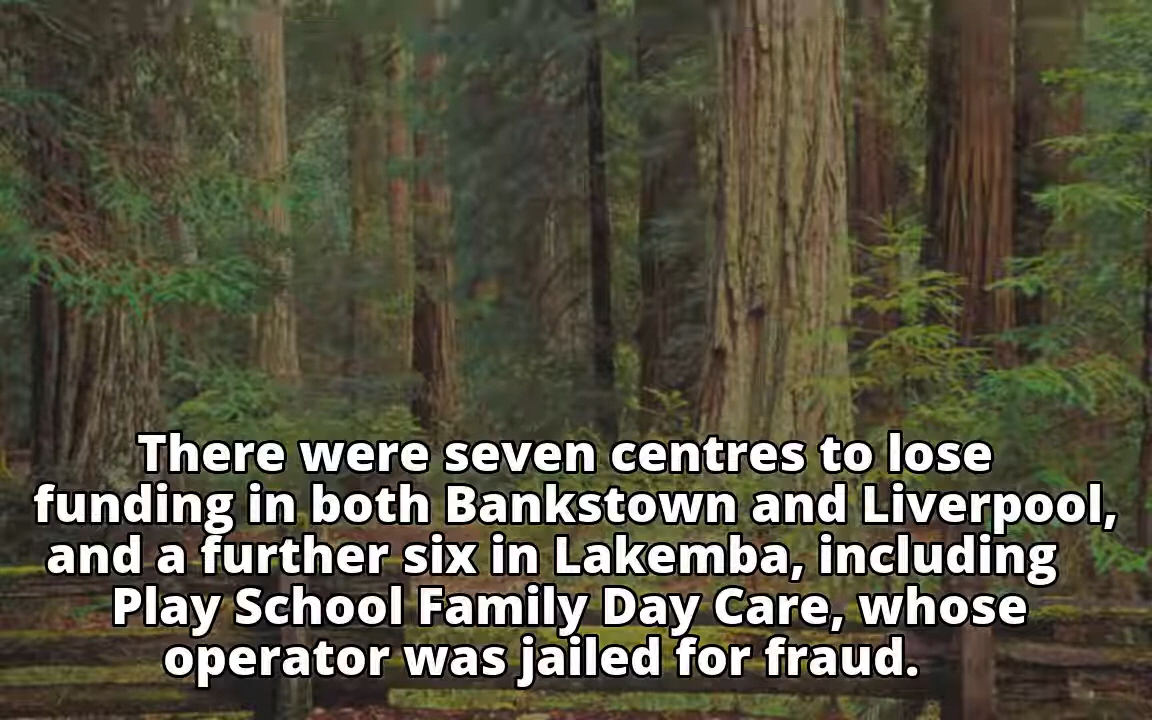 There were seven centres to lose
funding in both Bankstown and Liverpool,
and a further six in Lakemba, including
Play School Family Day Care, whose
operator was jailed for fraud.